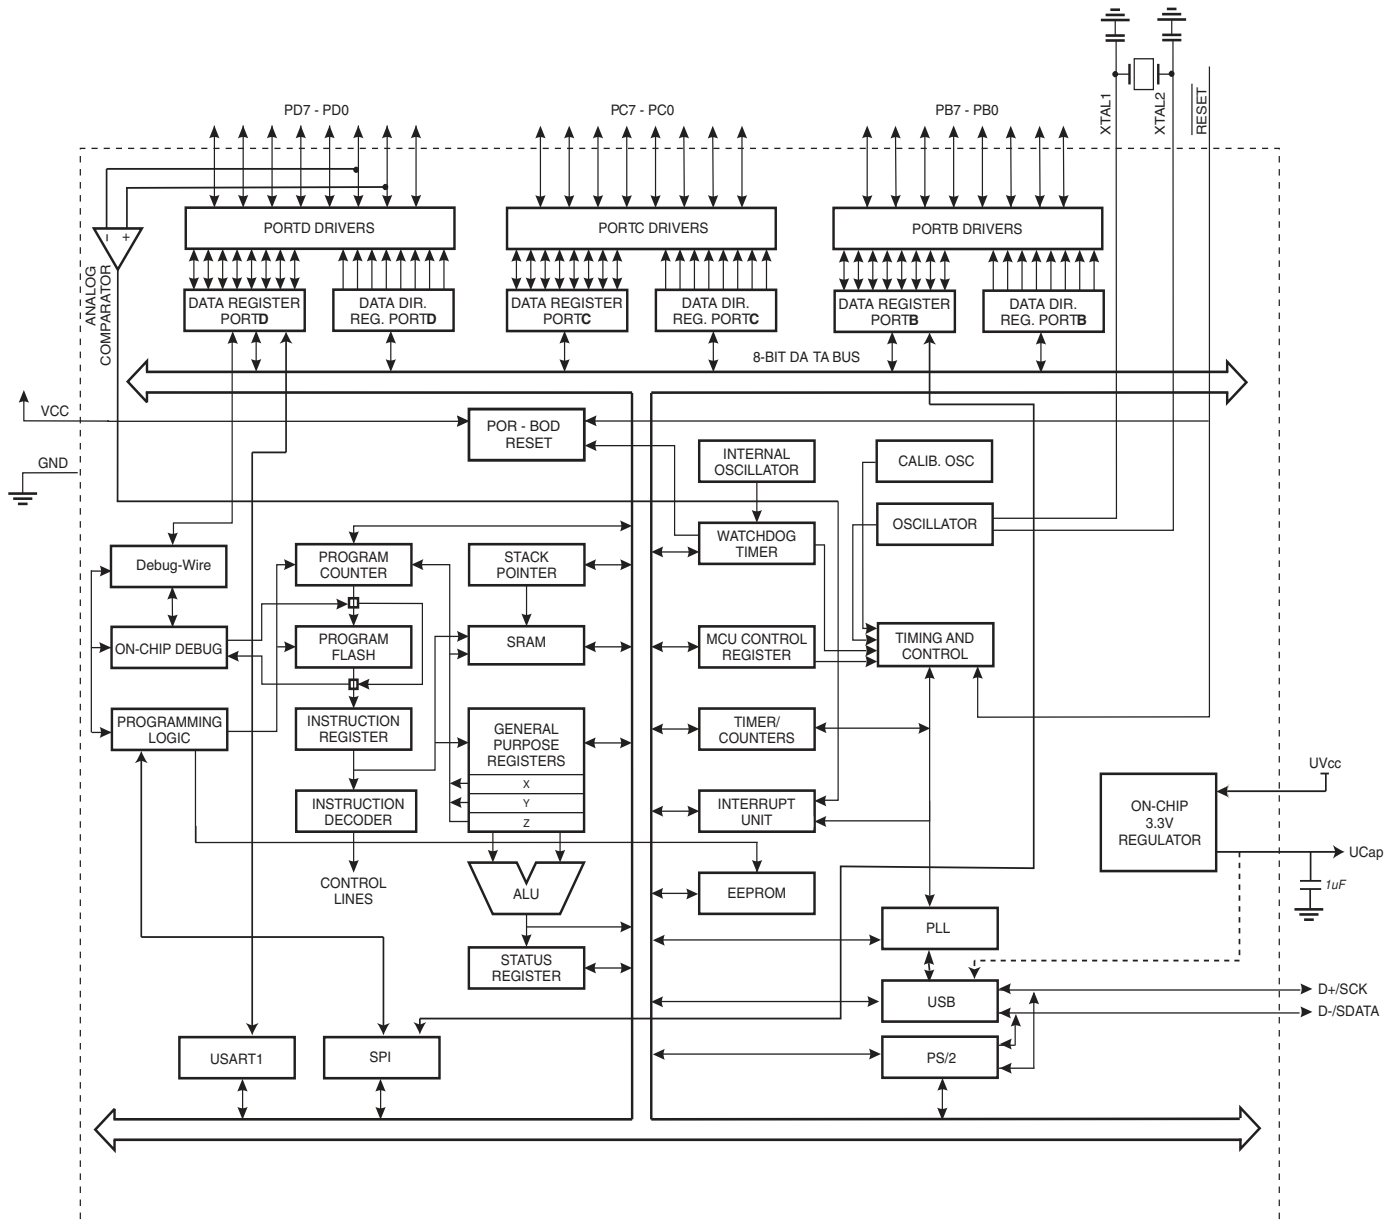 XTAL1
XTAL2
RESET
PD7 - PD0
PC7 - PC0
PB7 - PB0
PORTD DRIVERS
PORTC DRIVERS
PORTB DRIVERS
- +
ANALOG
COMPARATOR
DATA REGISTER
PORTD
DATA DIR.
REG. PORTD
DATA REGISTER
PORTC
DATA DIR.
REG. PORTC
DATA REGISTER
PORTB
DATA DIR.
REG. PORTB
8-BIT DA TA BUS
VCC
GND
POR - BOD
RESET
INTERNAL
OSCILLATOR
CALIB. OSC
WATCHDOG
TIMER
OSCILLATOR
Debug-Wire
PROGRAM
COUNTER
STACK
POINTER
ON-CHIP DEBUG
PROGRAM
FLASH
SRAM
MCU CONTROL
REGISTER
TIMING AND
CONTROL
PROGRAMMING
LOGIC
INSTRUCTION
REGISTER
GENERAL
PURPOSE
REGISTERS
X
Y
Z
TIMER/
COUNTERS
INSTRUCTION
DECODER
INTERRUPT
UNIT
ON-CHIP
3.3V
REGULATOR
UVcc
UCap
1uF
CONTROL
LINES
ALU
EEPROM
STATUS
REGISTER
PLL
USB
D+/SCK
D-/SDATA
USART1
SPI
PS/2